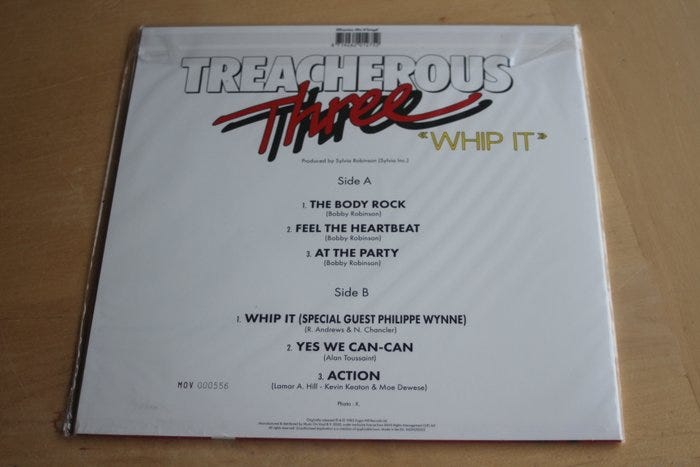 Music On Vinyl
TREACHEROUS
Three
"WHIP IT"
Produced by Sylvia Robinson (Sylvia Inc.)
Side A
1. THE BODY ROCK
(Bobby Robinson)
2. FEEL THE HEARTBEAT
(Bobby Robinson)
3. AT THE PARTY
(Bobby Robinson)
Side B
1. WHIP IT (SPECIAL GUEST PHILIPPE WYNNE)
(R. Andrews & N. Chancler)
2. YES WE CAN-CAN
(Alan Toussaint)
3. ACTION
(Lamar A. Hill - Kevin Keaton & Moe Dewese)
MOV 000556
Photo : X.